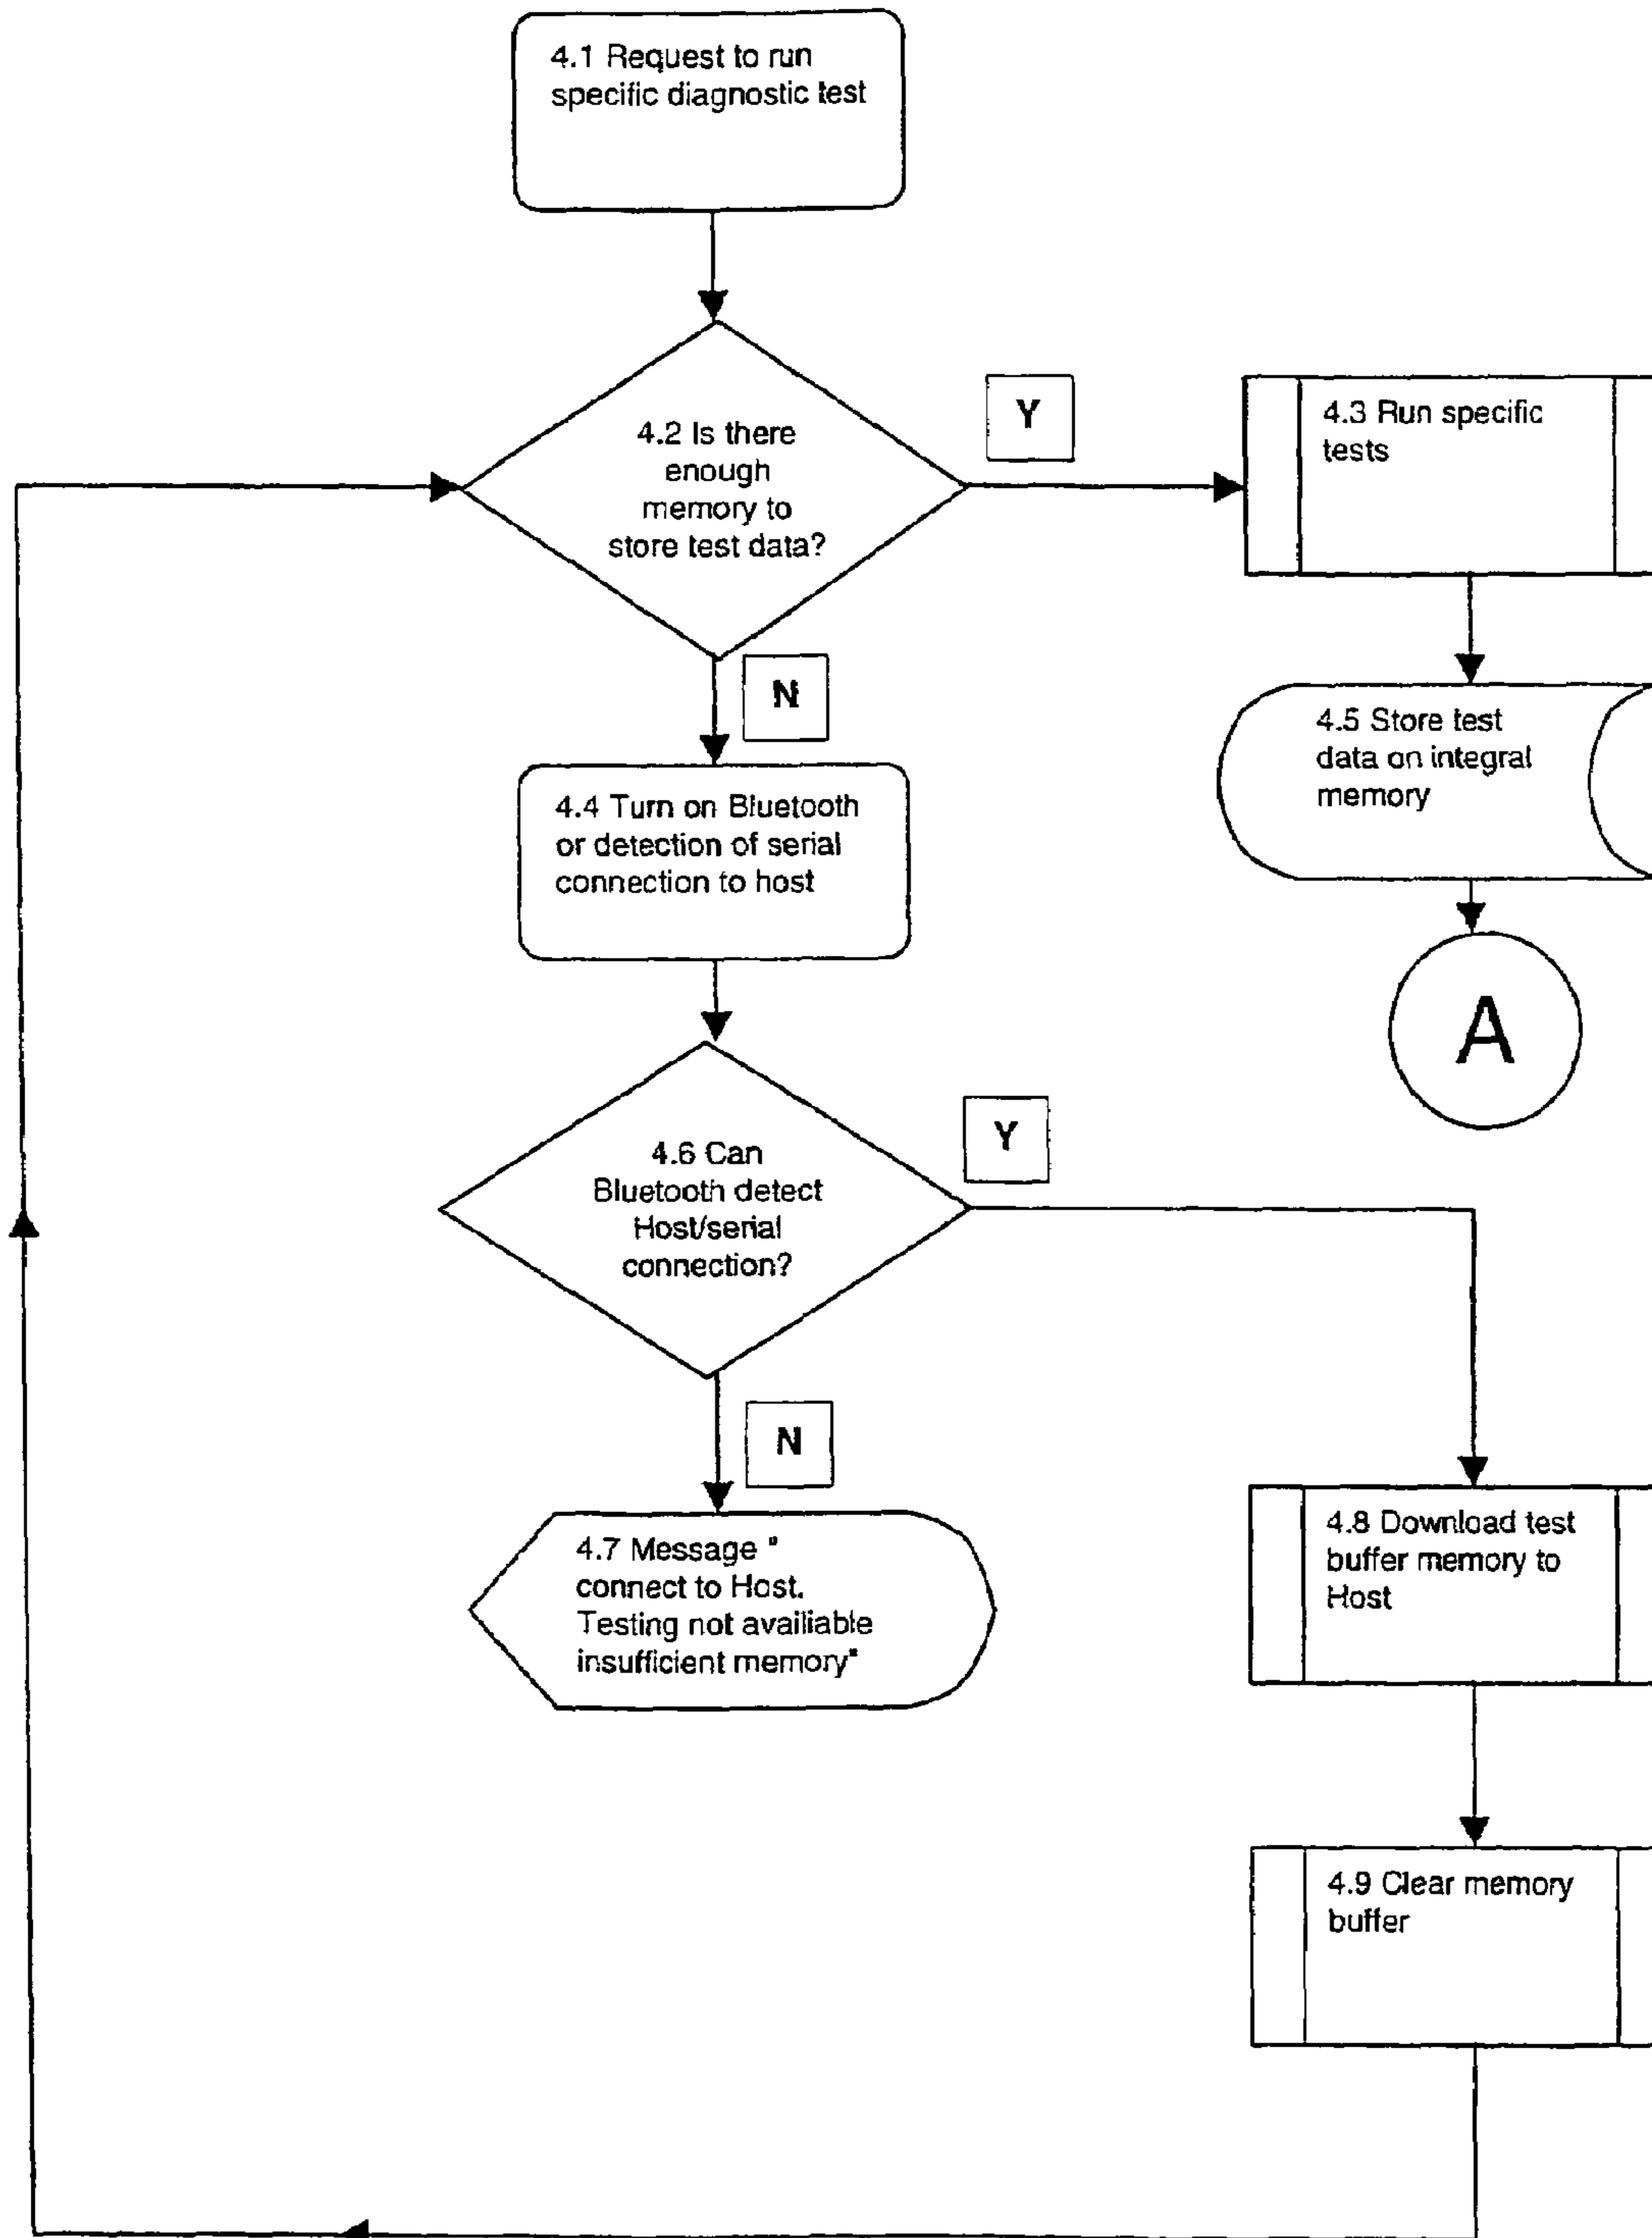 4.1 Request to run
specific diagnostic test
4.2 Is there
enough
memory to
store test data?
Y
4.3 Run specific
tests
N
4.5 Store test
data on integral
memory
4.4 Turn on Bluetooth
or detection of serial
connection to host
A
4.6 Can
Bluetooth detect
Host/serial
connection?
Y
N
4.7 Message "
connect to Host.
Testing not availiable
insufficient memory"
4.8 Download test
buffer memory to
Host
4.9 Clear memory
buffer